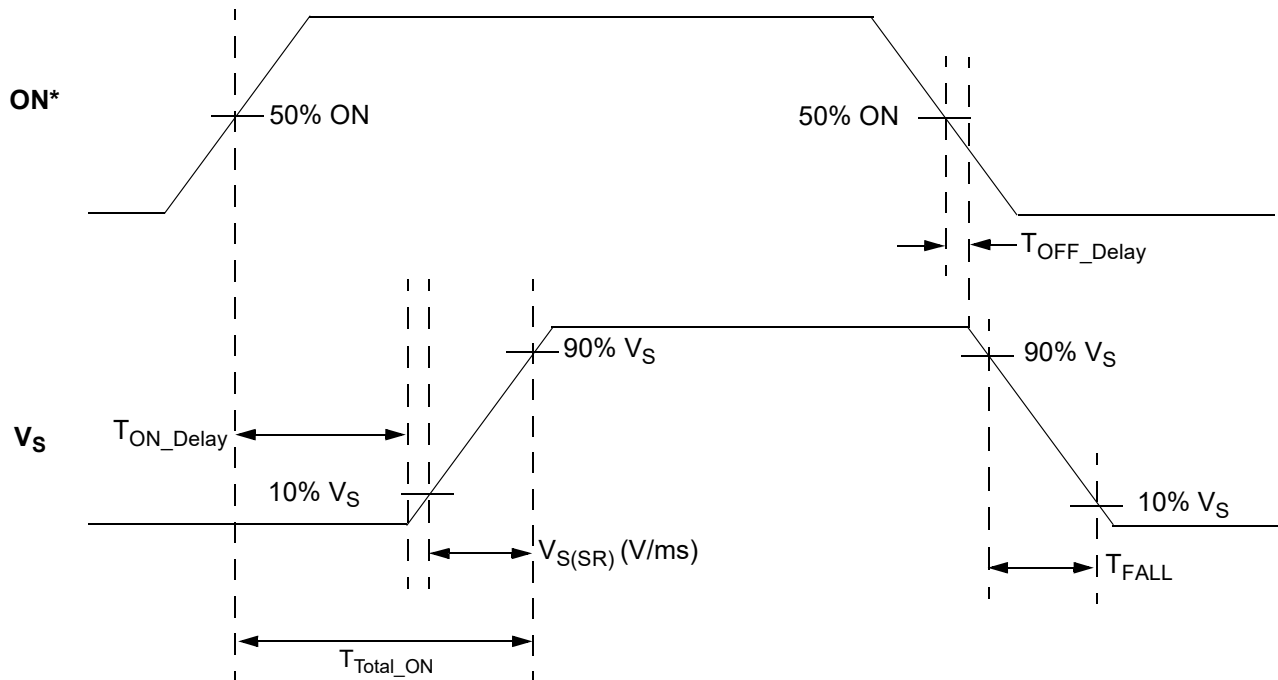 ON*
50% ON
50% ON
T_OFF_Delay
90% V_S
90% V_S
T_ON_Delay
V_S
10% V_S
10% V_S
V_S(SR) (V/ms)
T_FALL
T_Total_ON